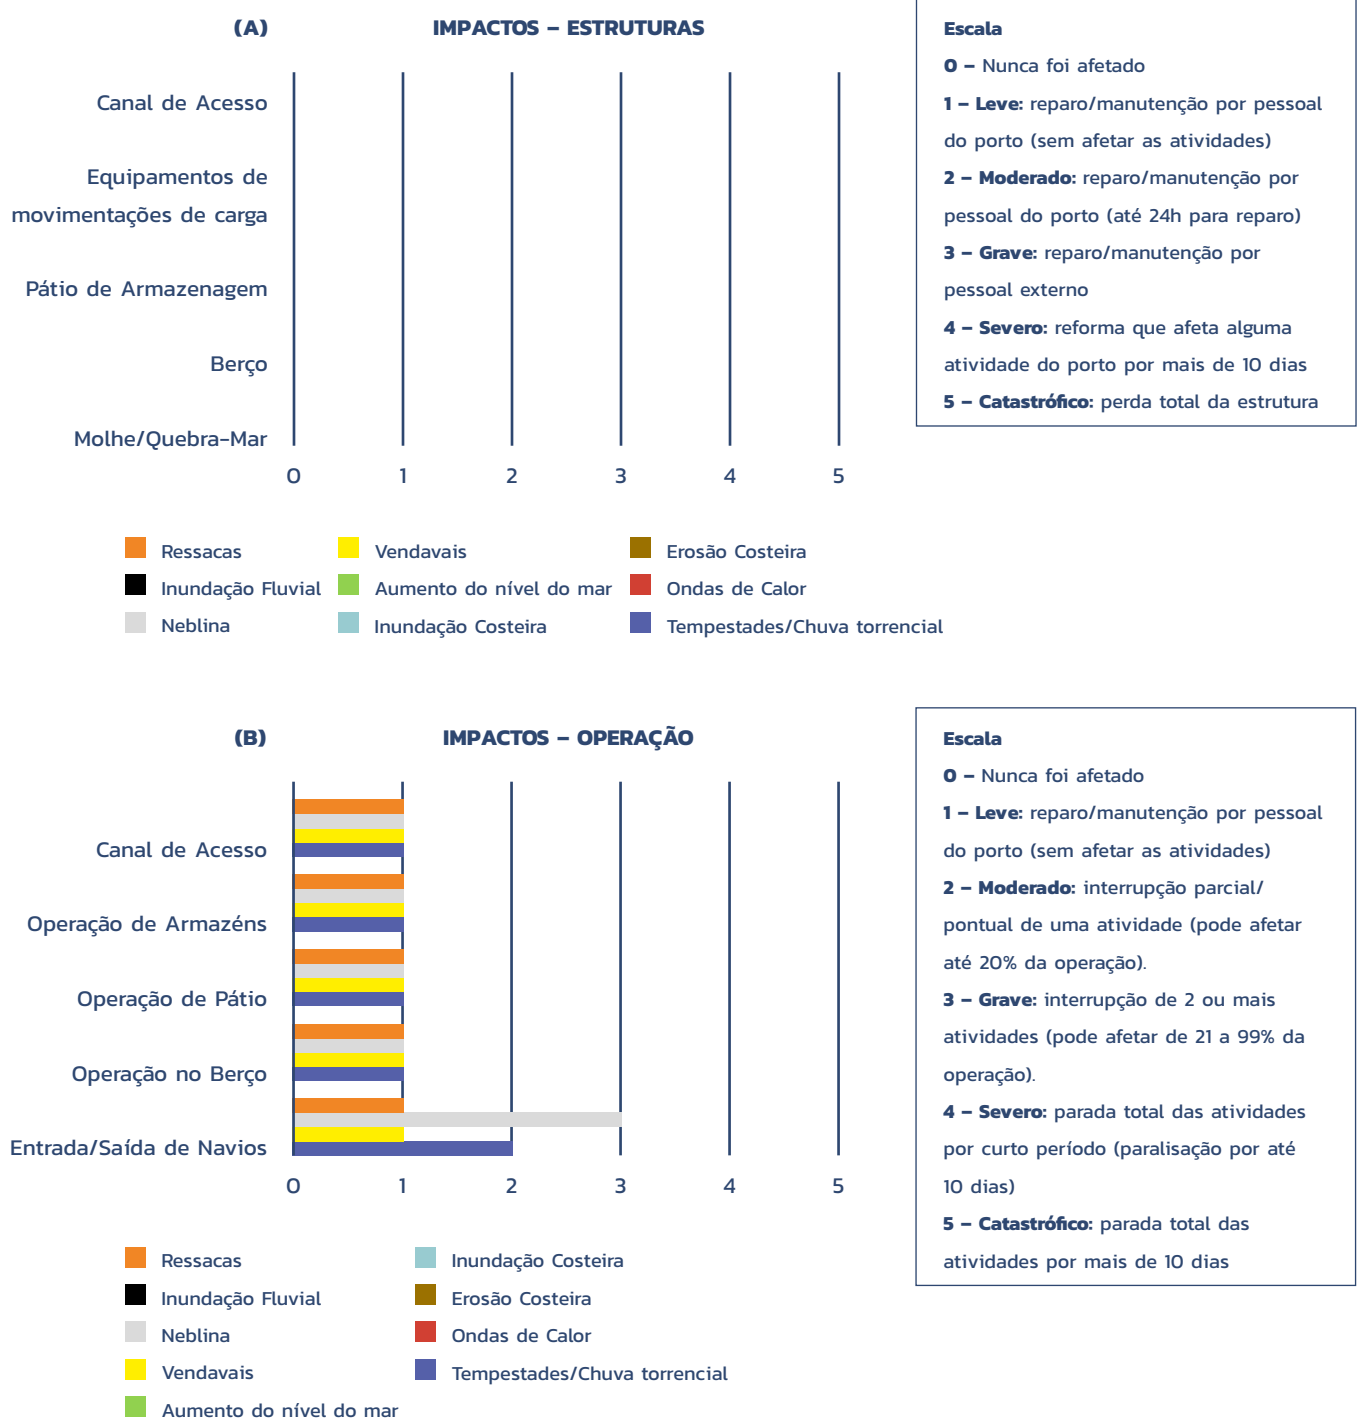 (A)
IMPACTOS – ESTRUTURAS
Canal de Acesso
Equipamentos de
movimentações de carga
Pátio de Armazenagem
Berço
Molhe/Quebra-Mar
0 1 2 3 4 5
Ressacas
Inundação Fluvial
Neblina
Vendavais
Aumento do nível do mar
Inundação Costeira
Erosão Costeira
Ondas de Calor
Tempestades/Chuva torrencial
Escala
0 – Nunca foi afetado
1 – Leve: reparo/manutenção por pessoal
do porto (sem afetar as atividades)
2 – Moderado: reparo/manutenção por
pessoal do porto (até 24h para reparo)
3 – Grave: reparo/manutenção por
pessoal externo
4 – Severo: reforma que afeta alguma
atividade do porto por mais de 10 dias
5 – Catastrófico: perda total da estrutura
(B)
IMPACTOS – OPERAÇÃO
Canal de Acesso
Operação de Armazéns
Operação de Pátio
Operação no Berço
Entrada/Saída de Navios
0 1 2 3 4 5
Ressacas
Inundação Fluvial
Neblina
Vendavais
Aumento do nível do mar
Inundação Costeira
Erosão Costeira
Ondas de Calor
Tempestades/Chuva torrencial
Escala
0 – Nunca foi afetado
1 – Leve: reparo/manutenção por pessoal
do porto (sem afetar as atividades)
2 – Moderado: interrupção parcial/
pontual de uma atividade (pode afetar
até 20% da operação).
3 – Grave: interrupção de 2 ou mais
atividades (pode afetar de 21 a 99% da
operação).
4 – Severo: parada total das atividades
por curto período (paralisação por até
10 dias)
5 – Catastrófico: parada total das
atividades por mais de 10 dias